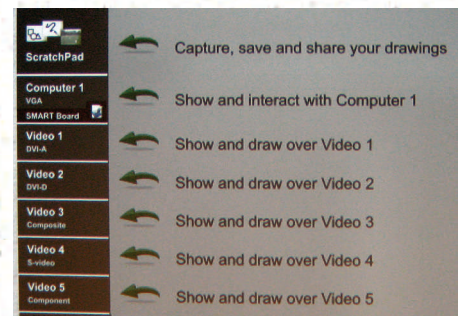 ScratchPad
Capture, save and share your drawings
Computer 1
VGA
SMART Board
Show and interact with Computer 1
Video 1
DVI-A
Show and draw over Video 1
Video 2
DVI-D
Show and draw over Video 2
Video 3
Composite
Show and draw over Video 3
Video 4
S-video
Show and draw over Video 4
Video 5
Component
Show and draw over Video 5